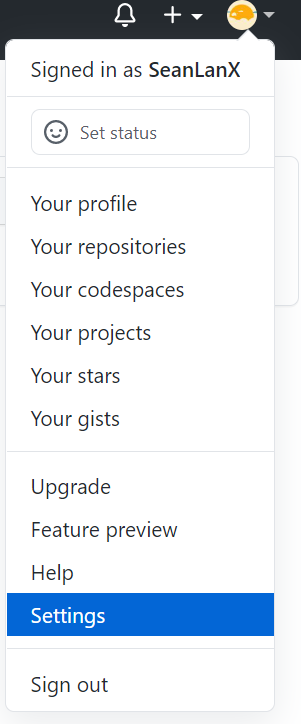 Signed in as SeanLanX
Set status
Your profile
Your repositories
Your codespaces
Your projects
Your stars
Your gists
Upgrade
Feature preview
Help
Settings
Sign out